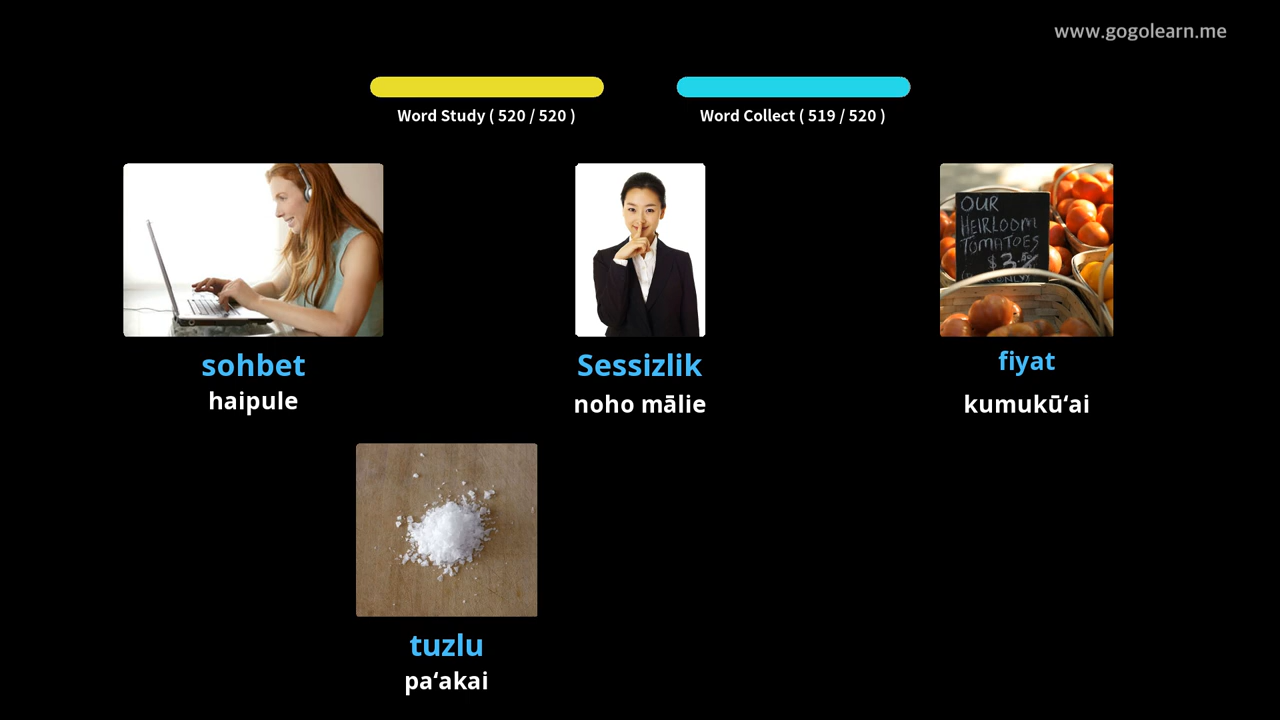 www.gogolearn.me
Word Study ( 520 / 520 )
Word Collect ( 519 / 520 )
OUR
HEIRLOOM
TOMATOES
sohbet
haipule
Sessizlik
noho mālie
fiyat
kumukūʻai
tuzlu
paʻakai